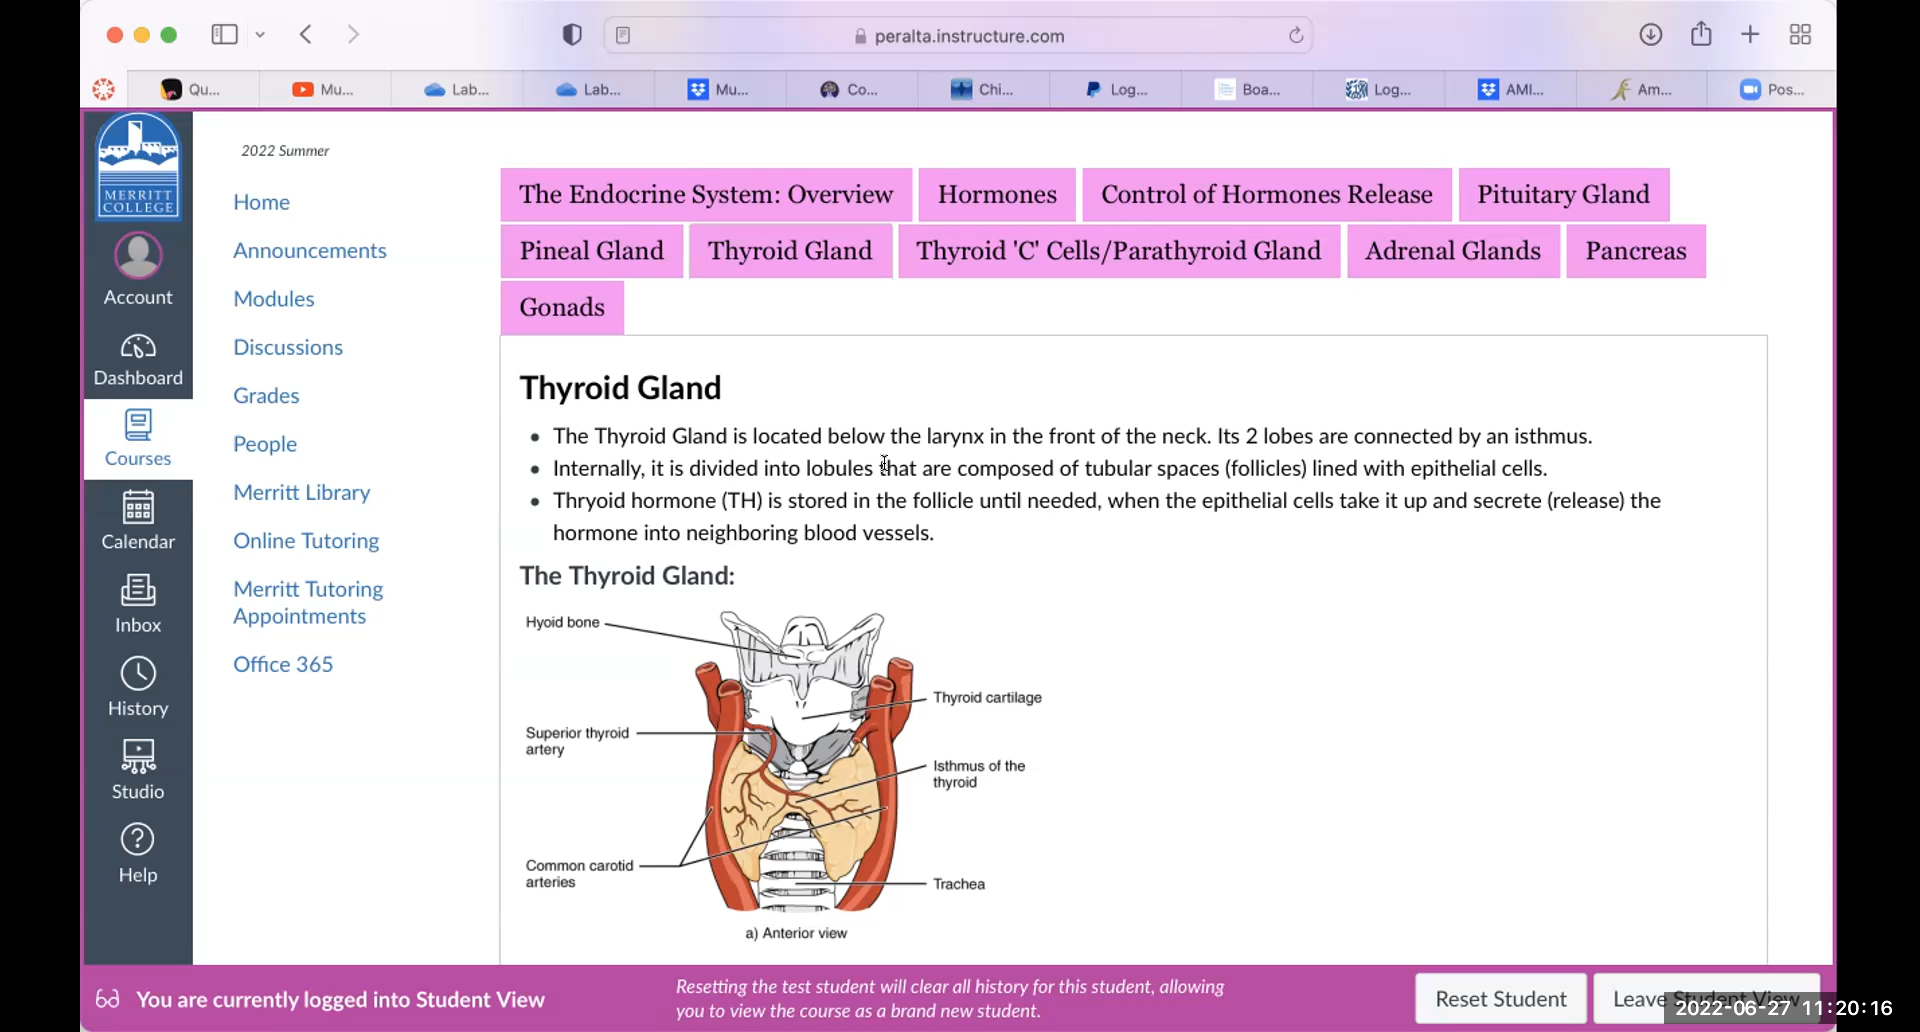 peralta.instructure.com
Qu...
Mu...
Lab...
Lab...
Mu...
Co...
Chi...
Log...
Boa...
Log...
AMI...
Am...
Pos...
MERRITT
COLLEGE
Account
Dashboard
Courses
Calendar
Inbox
History
Studio
Help
2022 Summer
Home
Announcements
Modules
Discussions
Grades
People
Merritt Library
Online Tutoring
Merritt Tutoring
Appointments
Office 365
The Endocrine System: Overview
Hormones
Control of Hormones Release
Pituitary Gland
Pineal Gland
Thyroid Gland
Thyroid 'C' Cells/Parathyroid Gland
Adrenal Glands
Pancreas
Gonads
Thyroid Gland
The Thyroid Gland is located below the larynx in the front of the neck. Its 2 lobes are connected by an isthmus.
Internally, it is divided into lobules that are composed of tubular spaces (follicles) lined with epithelial cells.
Thryoid hormone (TH) is stored in the follicle until needed, when the epithelial cells take it up and secrete (release) the
hormone into neighboring blood vessels.
The Thyroid Gland:
Hyoid bone
Thyroid cartilage
Superior thyroid
artery
Isthmus of the
thyroid
Common carotid
arteries
Trachea
a) Anterior view
You are currently logged into Student View
Resetting the test student will clear all history for this student, allowing
you to view the course as a brand new student.
Reset Student
Leave Student View
2022-06-27 11:20:16